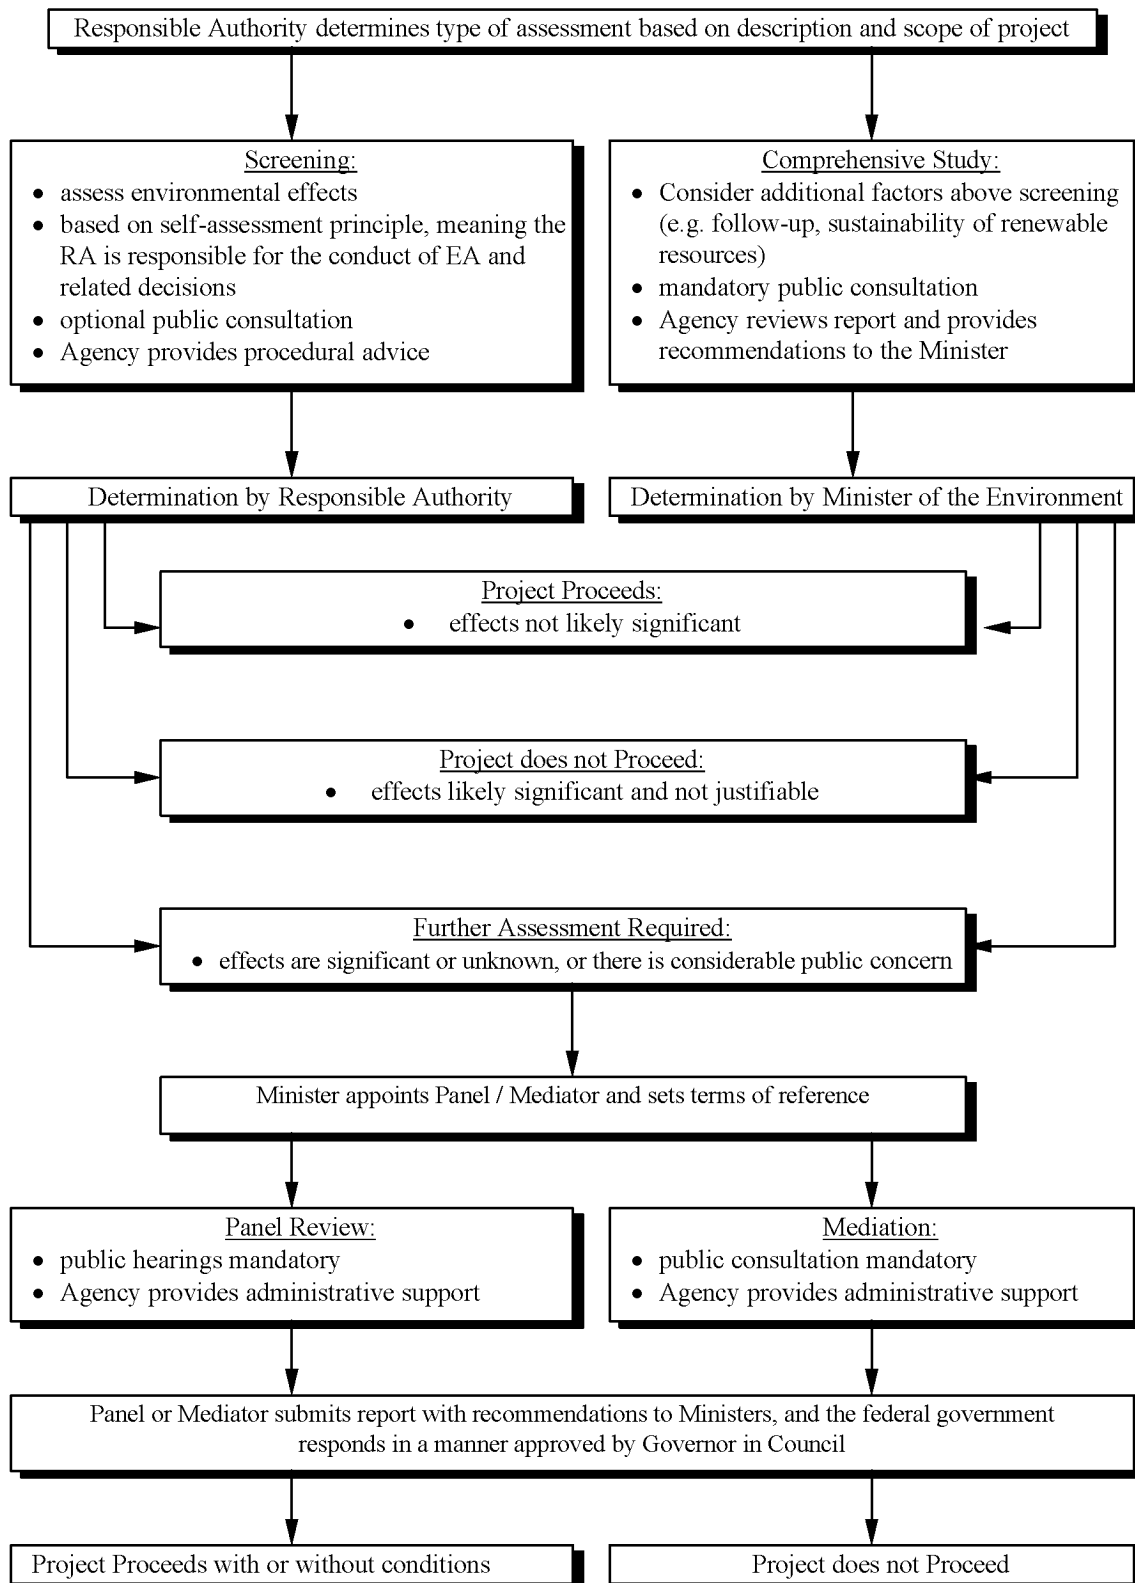 Responsible Authority determines type of assessment based on description and scope of project
Screening:
• assess environmental effects
• based on self-assessment principle, meaning the
RA is responsible for the conduct of EA and
related decisions
• optional public consultation
• Agency provides procedural advice
Comprehensive Study:
• Consider additional factors above screening
(e.g. follow-up, sustainability of renewable
resources)
• mandatory public consultation
• Agency reviews report and provides
recommendations to the Minister
Determination by Responsible Authority
Determination by Minister of the Environment
Project Proceeds:
• effects not likely significant
Project does not Proceed:
• effects likely significant and not justifiable
Further Assessment Required:
• effects are significant or unknown, or there is considerable public concern
Minister appoints Panel / Mediator and sets terms of reference
Panel Review:
• public hearings mandatory
• Agency provides administrative support
Mediation:
• public consultation mandatory
• Agency provides administrative support
Panel or Mediator submits report with recommendations to Ministers, and the federal government
responds in a manner approved by Governor in Council
Project Proceeds with or without conditions
Project does not Proceed